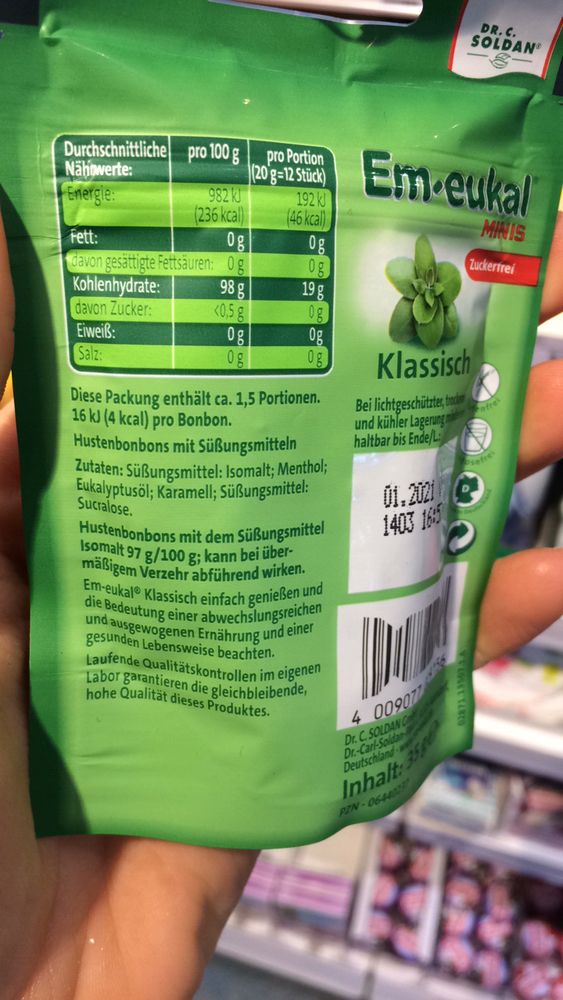 DR. C.
SOLDAN®
Durchschnittliche Nährwerte: pro 100 g pro Portion (20 g=12 Stück)
Energie: 982 kJ (236 kcal) 192 kJ (46 kcal)
Fett: 0 g 0 g
davon gesättigte Fettsäuren: 0 g 0 g
Kohlenhydrate: 98 g 19 g
davon Zucker: <0,5 g 0 g
Eiweiß: 0 g 0 g
Salz: 0 g 0 g
Diese Packung enthält ca. 1,5 Portionen.
16 kJ (4 kcal) pro Bonbon.
Hustenbonbons mit Süßungsmitteln
Zutaten: Süßungsmittel: Isomalt; Menthol;
Eukalyptusöl; Karamell; Süßungsmittel:
Sucralose.
Hustenbonbons mit dem Süßungsmittel
Isomalt 97 g/100 g; kann bei über-
mäßigem Verzehr abführend wirken.
Em-eukal® Klassisch einfach genießen und
die Bedeutung einer abwechslungsreichen
und ausgewogenen Ernährung und einer
gesunden Lebensweise beachten.
Laufende Qualitätskontrollen im eigenen
Labor garantieren die gleichbleibende,
hohe Qualität dieses Produktes.
Em-eukal®
MINIS
Zuckerfrei
Klassisch
Bei lichtgeschützter,
und kühler Lagerung
haltbar bis Ende/L.:
01.2021
1403
4 009077
Dr. C. SOLDAN
Dr.-Carl-Soldan-
Deutschland
Inhalt: 35 g
PZN -